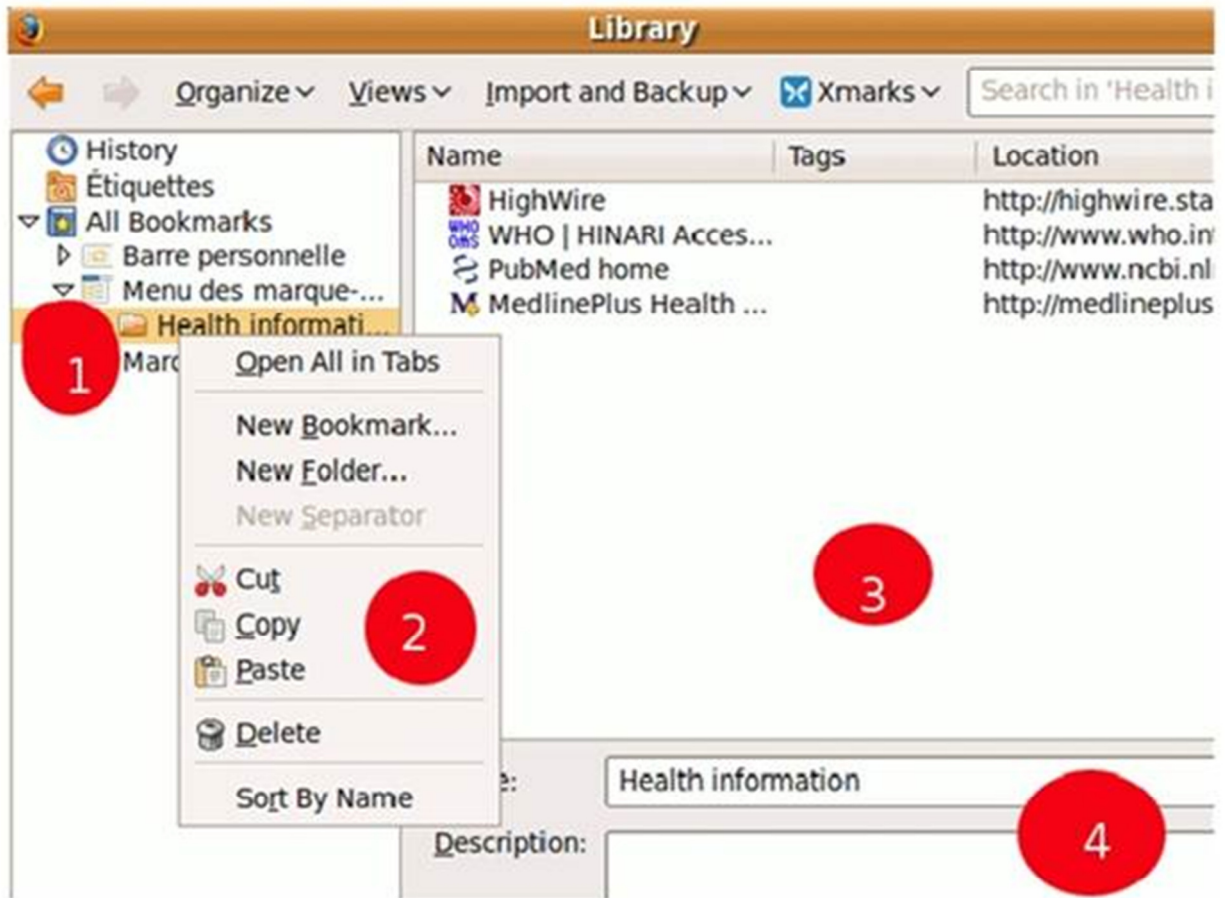 Library
Organize Views Import and Backup Xmarks Search in 'Health i
History
Étiquettes
All Bookmarks
Barre personnelle
Menu des marque-...
Health informati...
Marc
Name Tags Location
HighWire http://highwire.sta
WHO | HINARI Acces... http://www.who.in
PubMed home http://www.ncbi.nl
MedlinePlus Health ... http://medlineplus
1
Open All in Tabs
New Bookmark...
New Folder...
New Separator
Cut
Copy
Paste
Delete
Sort By Name
2
3
e: Health information
Description:
4